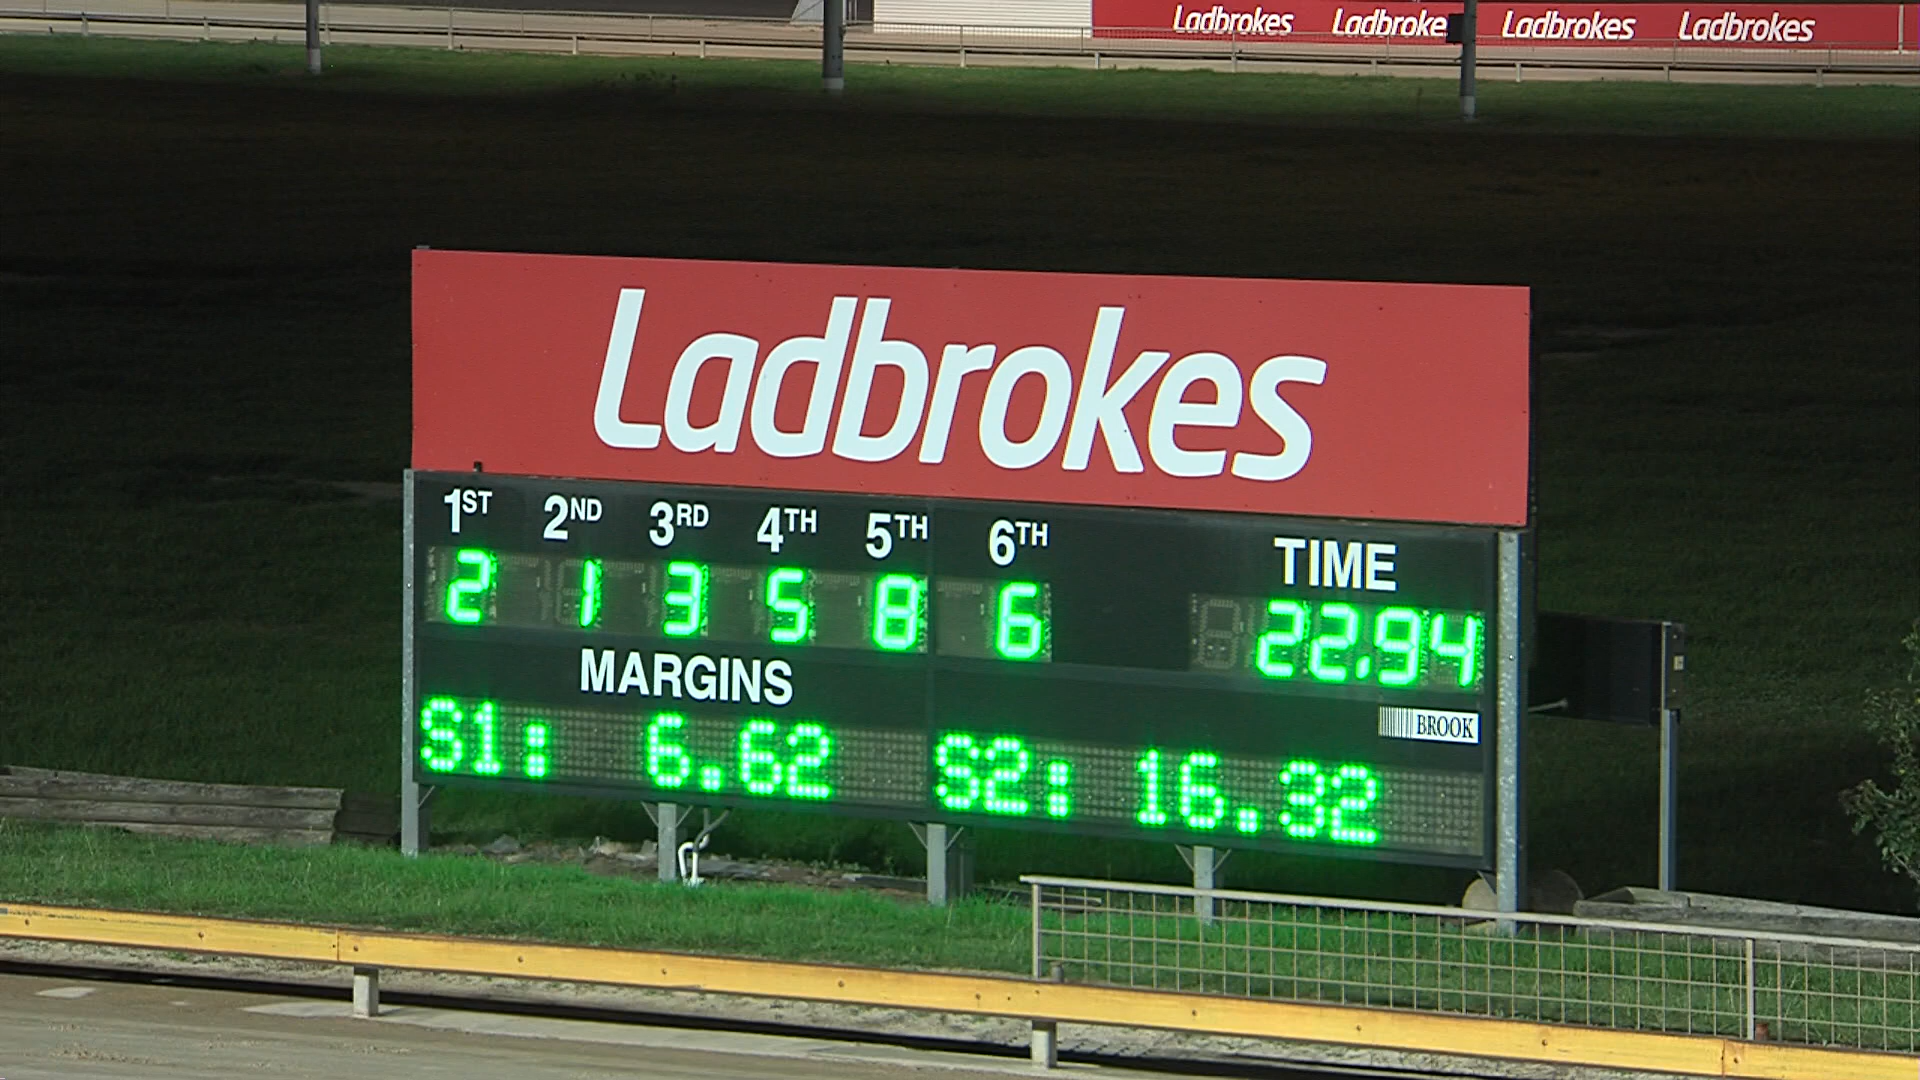 Ladbrokes Ladbroke Ladbrokes Ladbrokes
Ladbrokes
1ST 2ND 3RD 4TH 5TH 6TH TIME
2 1 3 5 8 6 22.94
MARGINS
BROOK
S1: 6.62 S2: 16.32